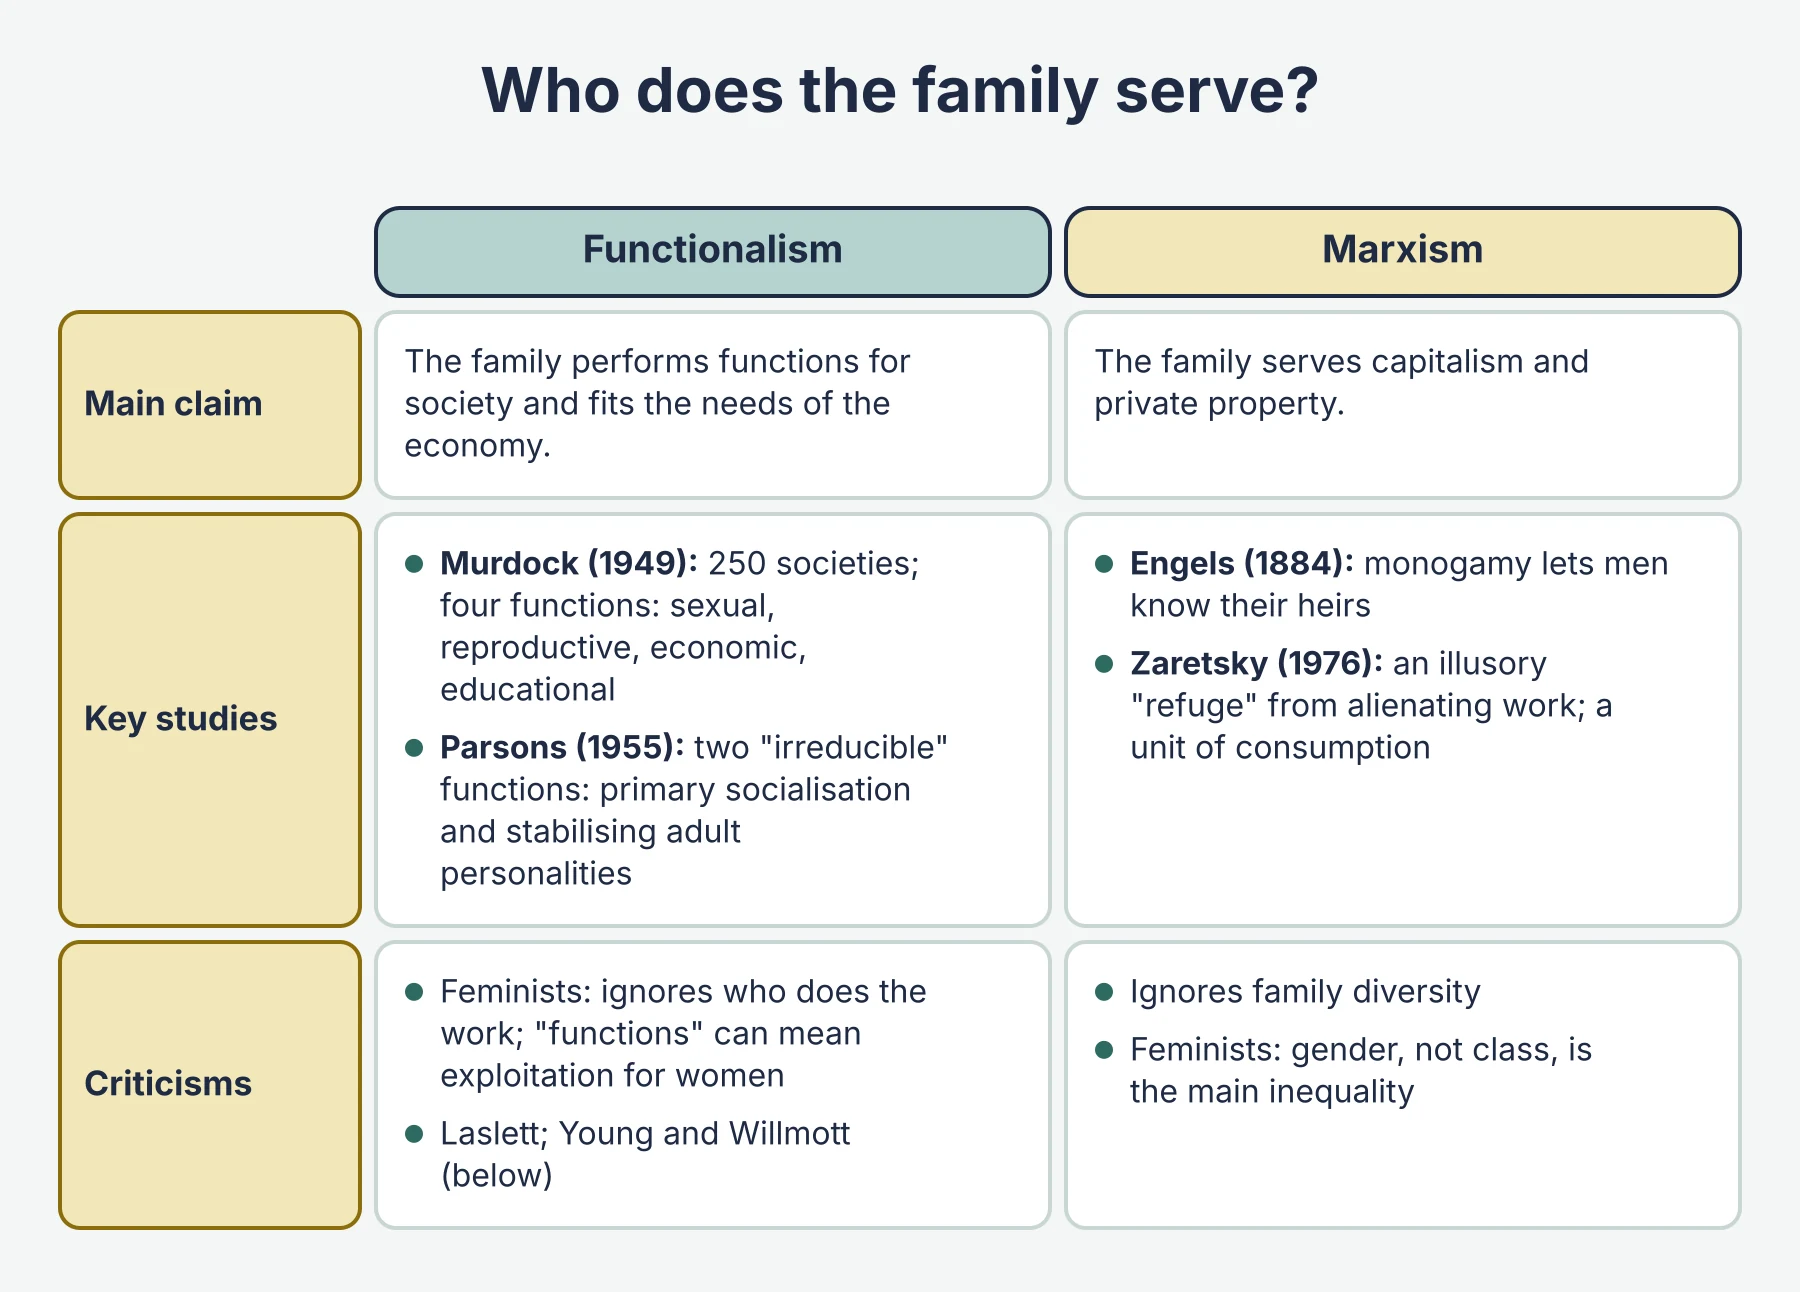 Who does the family serve?
Functionalism
Marxism
Main claim
The family performs functions for
society and fits the needs of the
economy.
The family serves capitalism and
private property.
Key studies
Murdock (1949): 250 societies;
four functions: sexual,
reproductive, economic,
educational
Parsons (1955): two "irreducible"
functions: primary socialisation
and stabilising adult
personalities
Engels (1884): monogamy lets men
know their heirs
Zaretsky (1976): an illusory
"refuge" from alienating work; a
unit of consumption
Criticisms
Feminists: ignores who does the
work; "functions" can mean
exploitation for women
Laslett; Young and Willmott
(below)
Ignores family diversity
Feminists: gender, not class, is
the main inequality